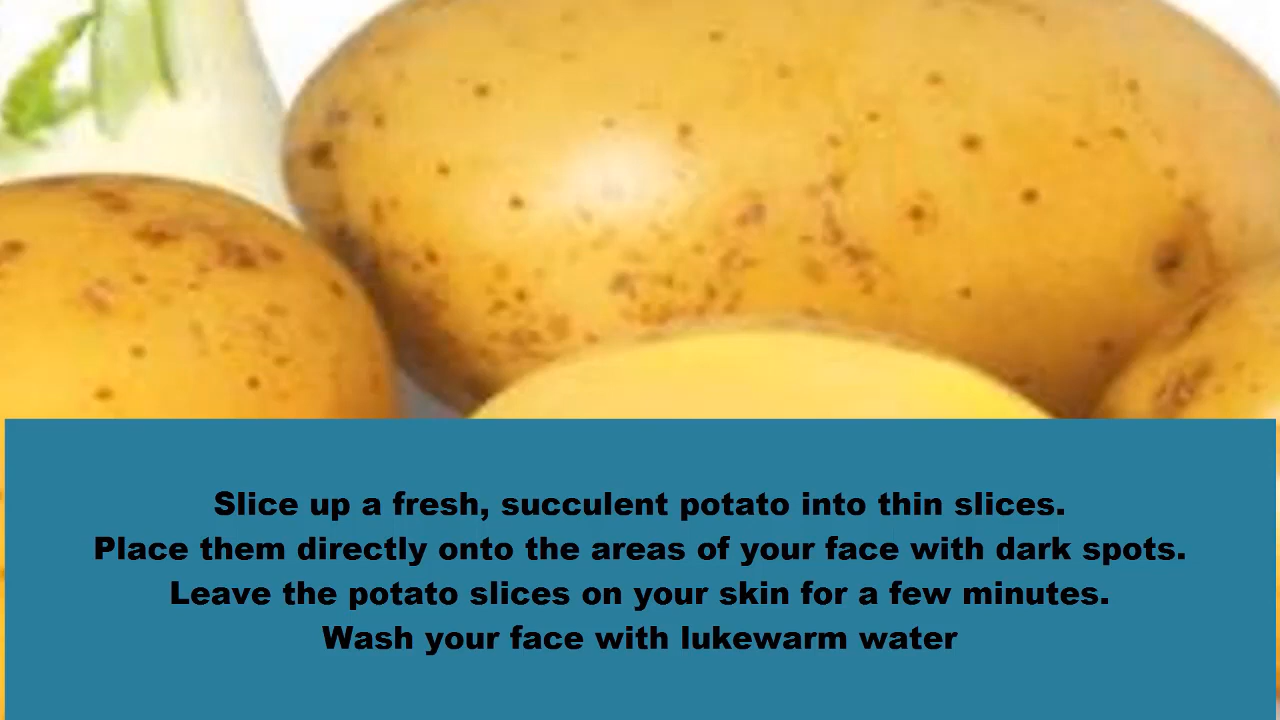 Slice up a fresh, succulent potato into thin slices.
Place them directly onto the areas of your face with dark spots.
Leave the potato slices on your skin for a few minutes.
Wash your face with lukewarm water